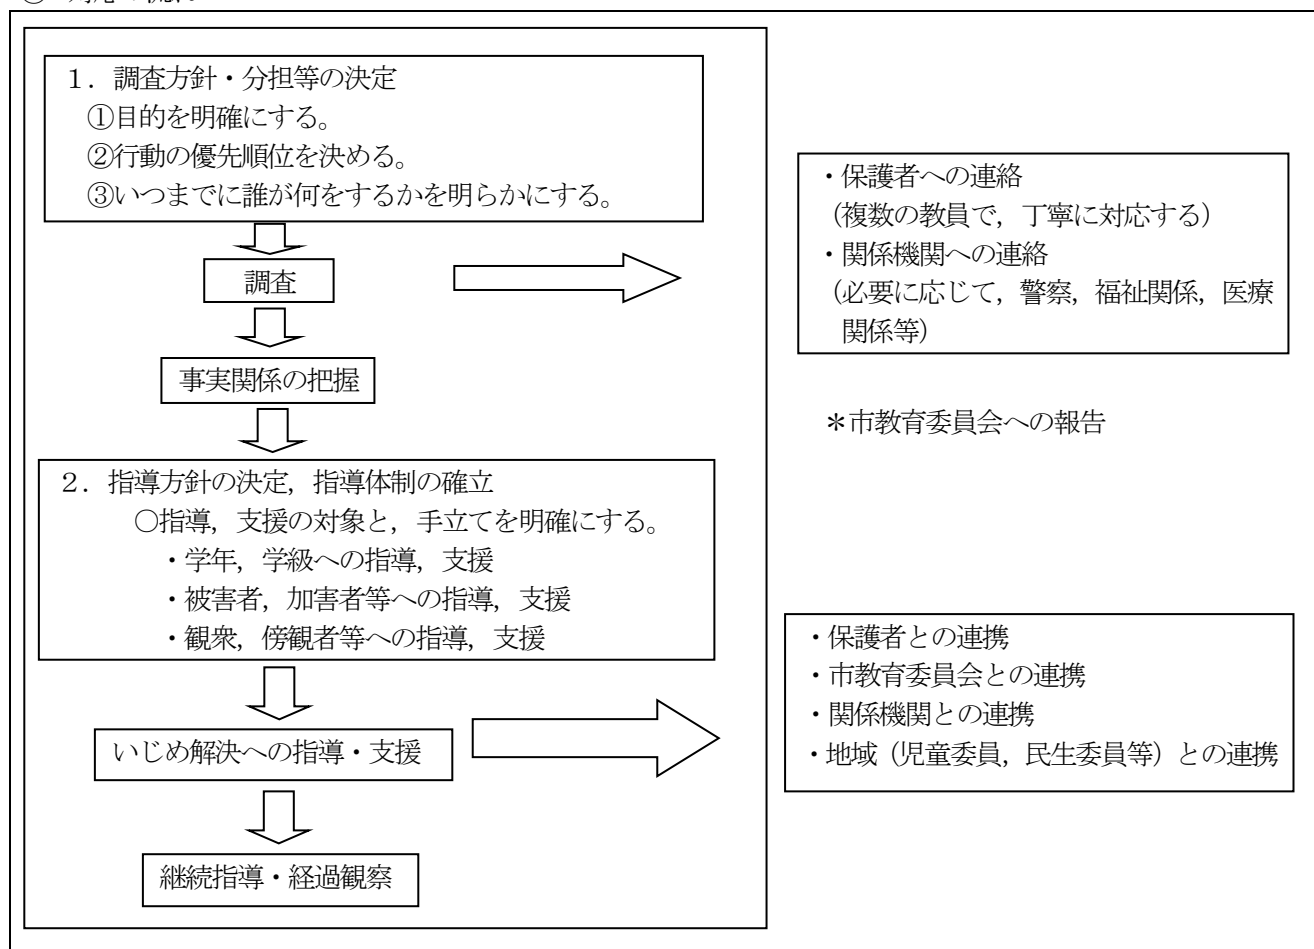 １．調査方針・分担等の決定
①目的を明確にする。
②行動の優先順位を決める。
③いつまでに誰が何をするかを明らかにする。
調査
事実関係の把握
・保護者への連絡
（複数の教員で，丁寧に対応する）
・関係機関への連絡
（必要に応じて，警察，福祉関係，医療
関係等）
＊市教育委員会への報告
２．指導方針の決定，指導体制の確立
○指導，支援の対象と，手立てを明確にする。
・学年，学級への指導，支援
・被害者，加害者等への指導，支援
・観衆，傍観者等への指導，支援
いじめ解決への指導・支援
継続指導・経過観察
・保護者との連携
・市教育委員会との連携
・関係機関との連携
・地域（児童委員，民生委員等）との連携